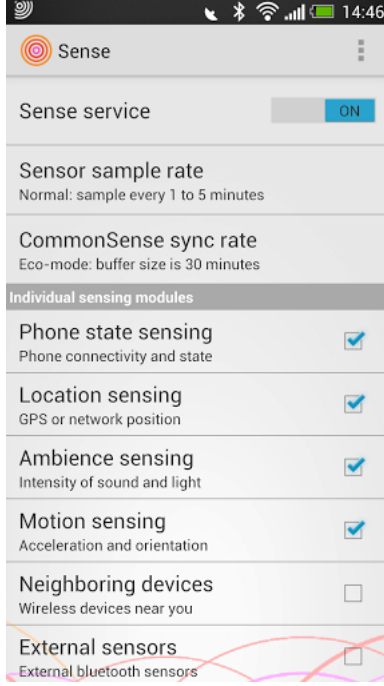 14:46
Sense
Sense service
ON
Sensor sample rate
Normal: sample every 1 to 5 minutes
CommonSense sync rate
Eco-mode: buffer size is 30 minutes
Individual sensing modules
Phone state sensing
Phone connectivity and state
Location sensing
GPS or network position
Ambience sensing
Intensity of sound and light
Motion sensing
Acceleration and orientation
Neighboring devices
Wireless devices near you
External sensors
External bluetooth sensors